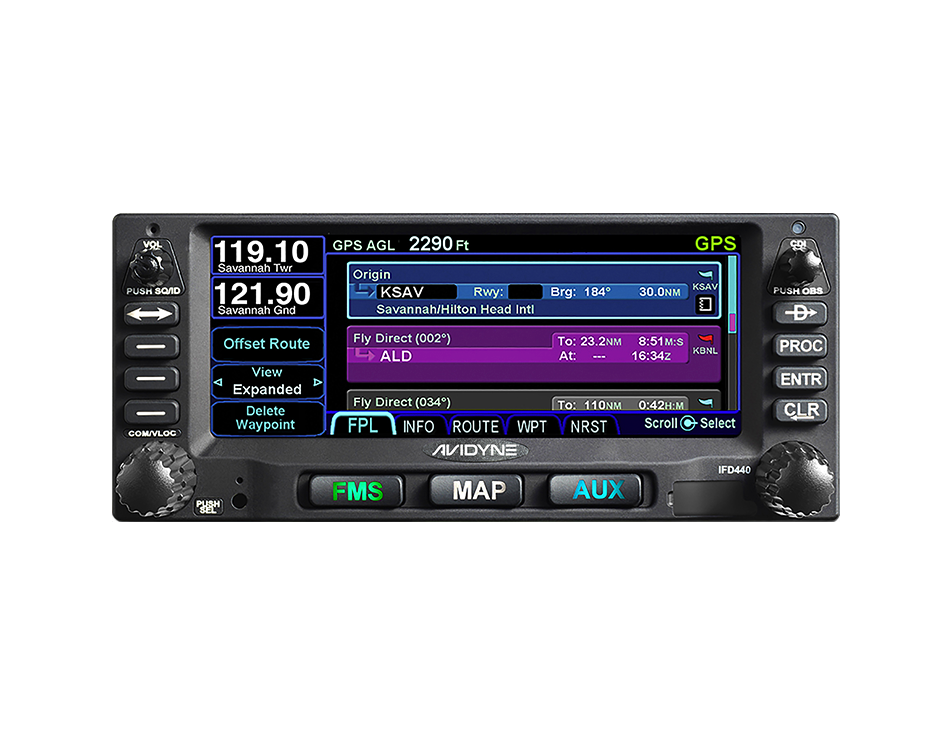 VOL
PUSH SQ/ID
COM/VLOC
PUSH
SEL
119.10
Savannah Twr
121.90
Savannah Gnd
Offset Route
View
Expanded
Delete
Waypoint
GPS AGL 2290 Ft GPS
Origin
KSAV Rwy: Brg: 184° 30.0NM
Savannah/Hilton Head Intl
KSAV
Fly Direct (002°) To: 23.2NM 8:51M:S
ALD At: --- 16:34Z
KBNL
Fly Direct (034°) To: 110NM 0:42H:M
FPL INFO ROUTE WPT NRST Scroll Select
AVIDYNE
IFD440
FMS MAP AUX
CDI
PUSH OBS
D
PROC
ENTR
CLR